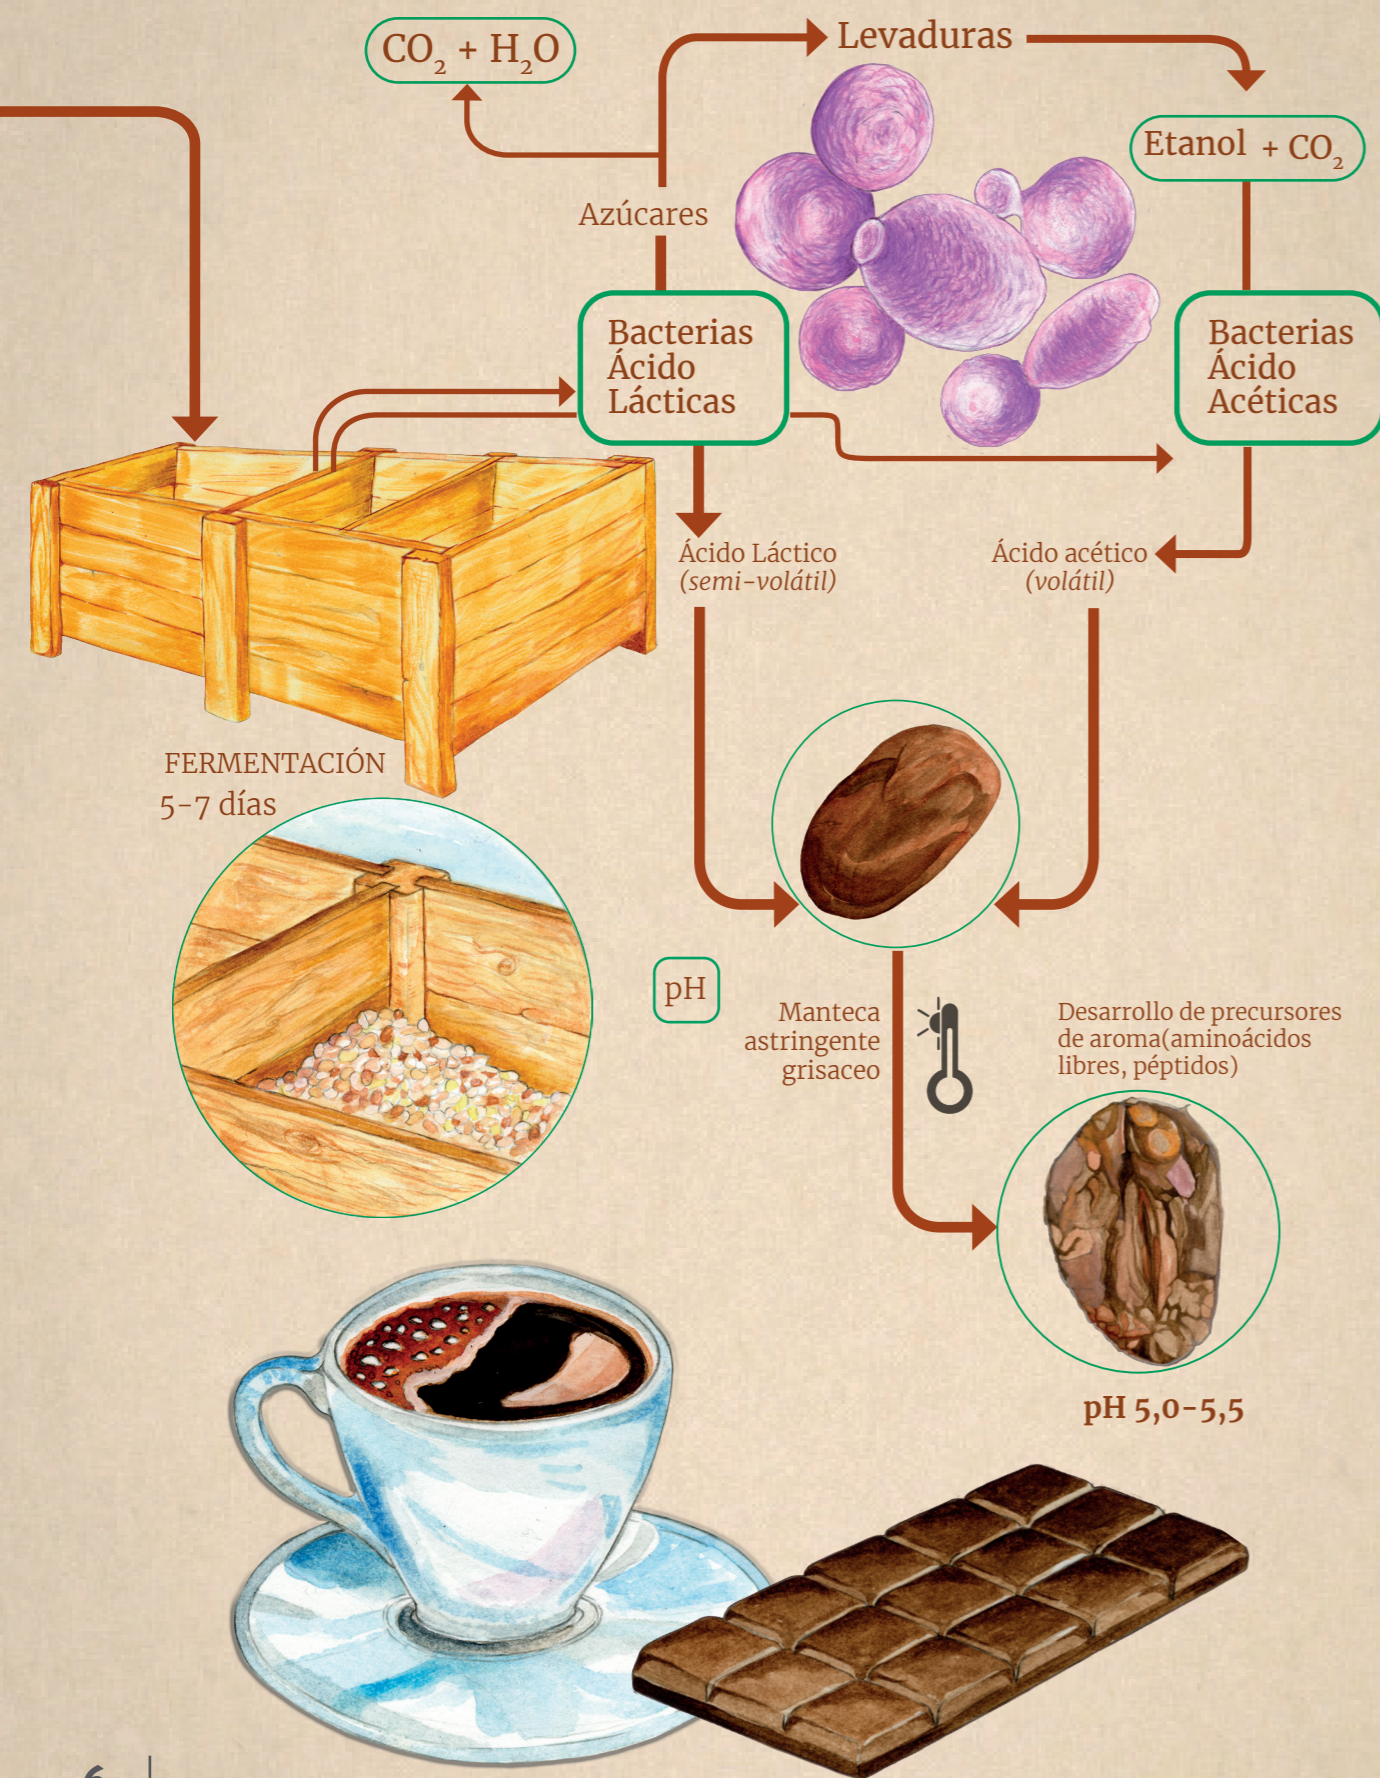 CO₂ + H₂O
Levaduras
Etanol + CO₂
Azúcares
Bacterias
Ácido
Lácticas
Bacterias
Ácido
Acéticas
Ácido Láctico
(semi-volátil)
Ácido acético
(volátil)
FERMENTACIÓN
5-7 días
pH
Manteca
astringente
grisaceo
Desarrollo de precursores
de aroma(aminoácidos
libres, péptidos)
pH 5,0-5,5